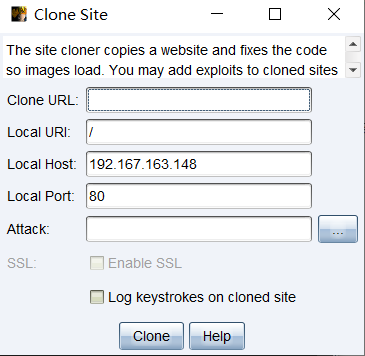 Clone Site
The site cloner copies a website and fixes the code
so images load. You may add exploits to cloned sites
Clone URL:
Local URI: /
Local Host: 192.167.163.148
Local Port: 80
Attack: ...
SSL: Enable SSL
Log keystrokes on cloned site
Clone Help